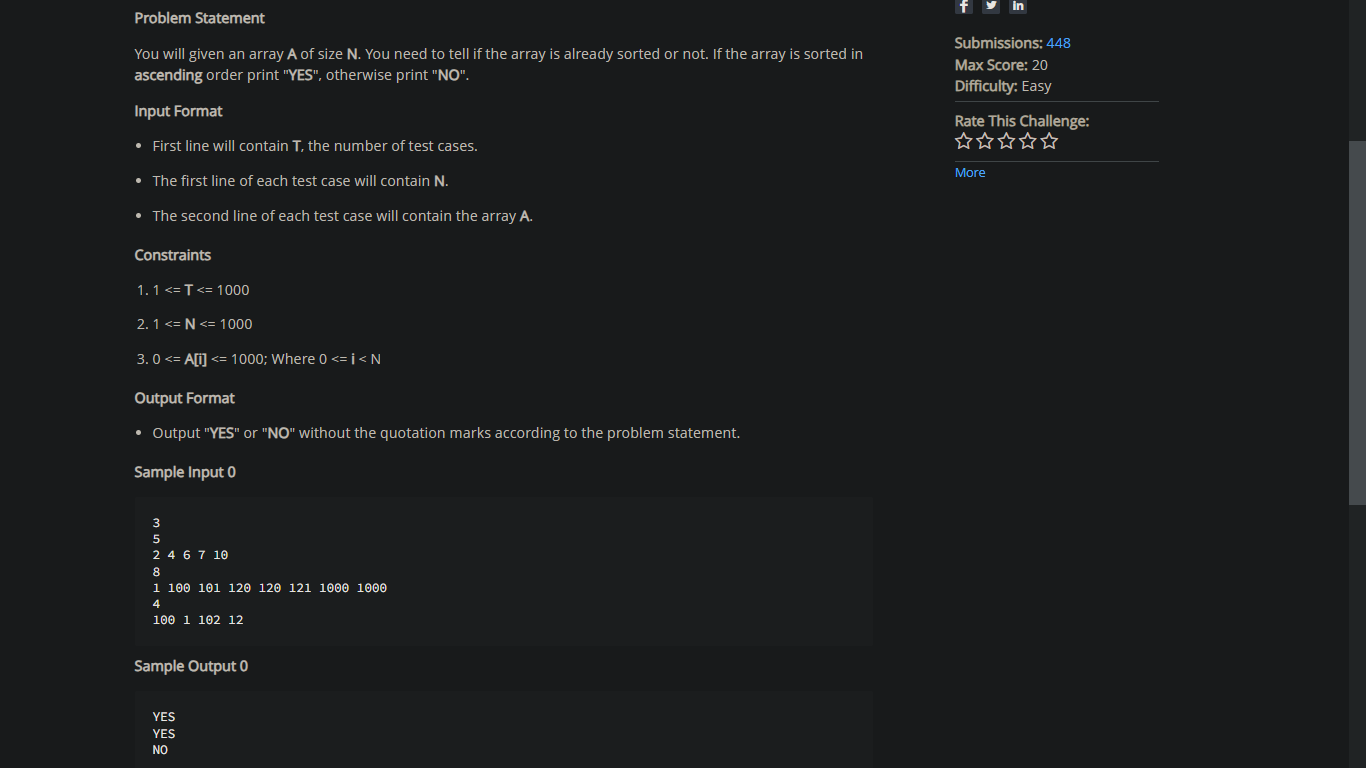 Problem Statement
You will given an array A of size N. You need to tell if the array is already sorted or not. If the array is sorted in
ascending order print "YES", otherwise print "NO".
Input Format
• First line will contain T, the number of test cases.
• The first line of each test case will contain N.
• The second line of each test case will contain the array A.
Constraints
1. 1 <= T <= 1000
2. 1 <= N <= 1000
3. 0 <= A[i] <= 1000; Where 0 <= i < N
Output Format
• Output "YES" or "NO" without the quotation marks according to the problem statement.
Sample Input 0
3
5
2 4 6 7 10
8
1 100 101 120 120 121 1000 1000
4
100 1 102 12
Sample Output 0
YES
YES
NO
f in
Submissions: 448
Max Score: 20
Difficulty: Easy
Rate This Challenge:
More